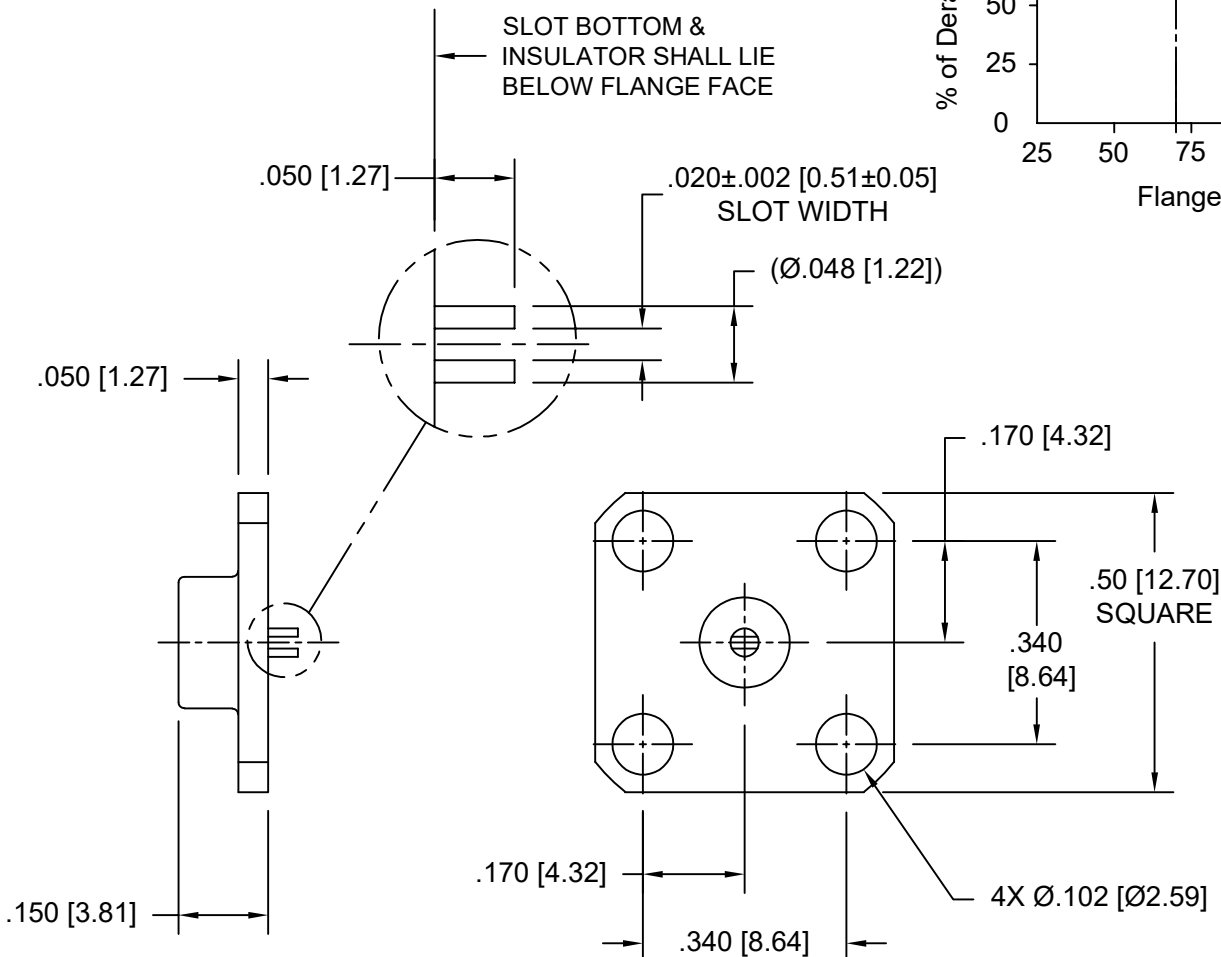 SLOT BOTTOM &
INSULATOR SHALL LIE
BELOW FLANGE FACE
% of Dera
50
25
0
25 50 75
Flange
.050 [1.27]
.020±.002 [0.51±0.05]
SLOT WIDTH
(Ø.048 [1.22])
.050 [1.27]
.170 [4.32]
.50 [12.70]
SQUARE
.340
[8.64]
.170 [4.32]
4X Ø.102 [Ø2.59]
.150 [3.81]
.340 [8.64]